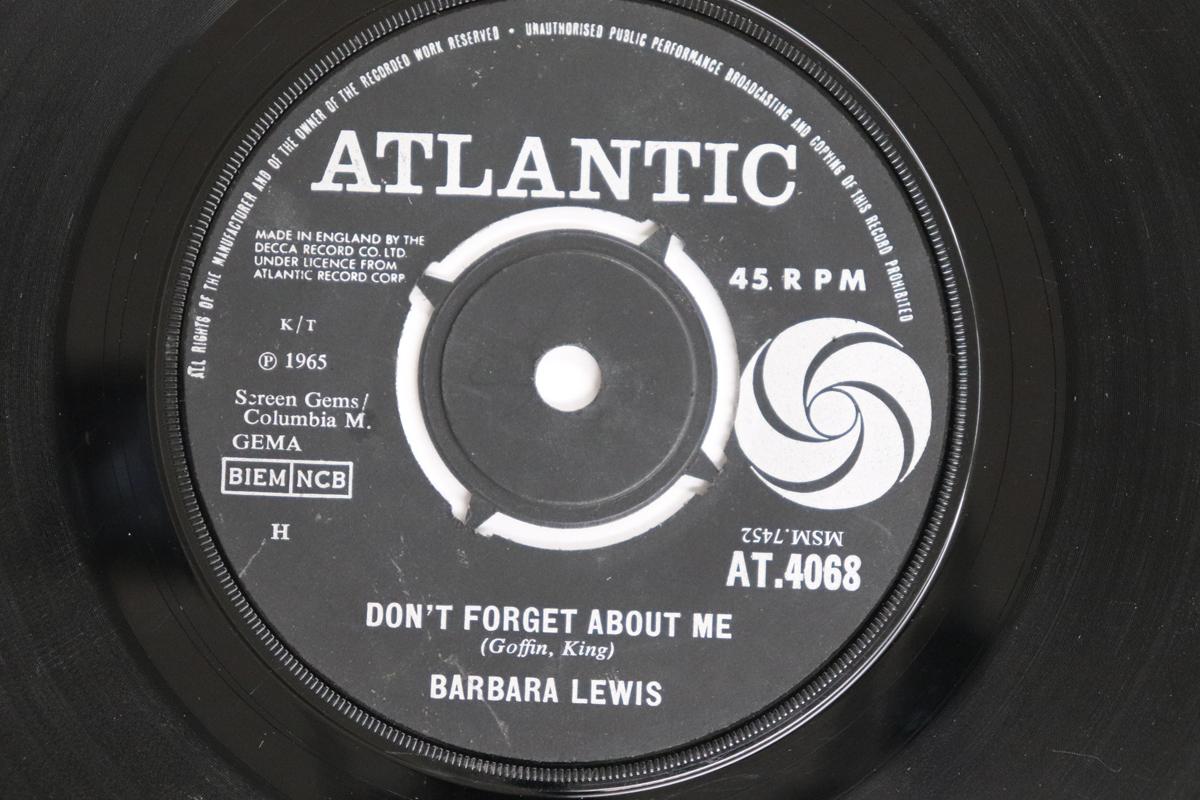 ALL RIGHTS OF THE MANUFACTURER AND OF THE OWNER OF THE RECORDED WORK RESERVED • UNAUTHORISED PUBLIC PERFORMANCE BROADCASTING AND COPYING OF THIS RECORD PROHIBITED
ATLANTIC
MADE IN ENGLAND BY THE
DECCA RECORD CO. LTD.
UNDER LICENCE FROM
ATLANTIC RECORD CORP.
45. R P M
K/T
℗ 1965
Screen Gems/
Columbia M.
GEMA
BIEM NCB
H
MSM.7452
AT.4068
DON'T FORGET ABOUT ME
(Goffin, King)
BARBARA LEWIS